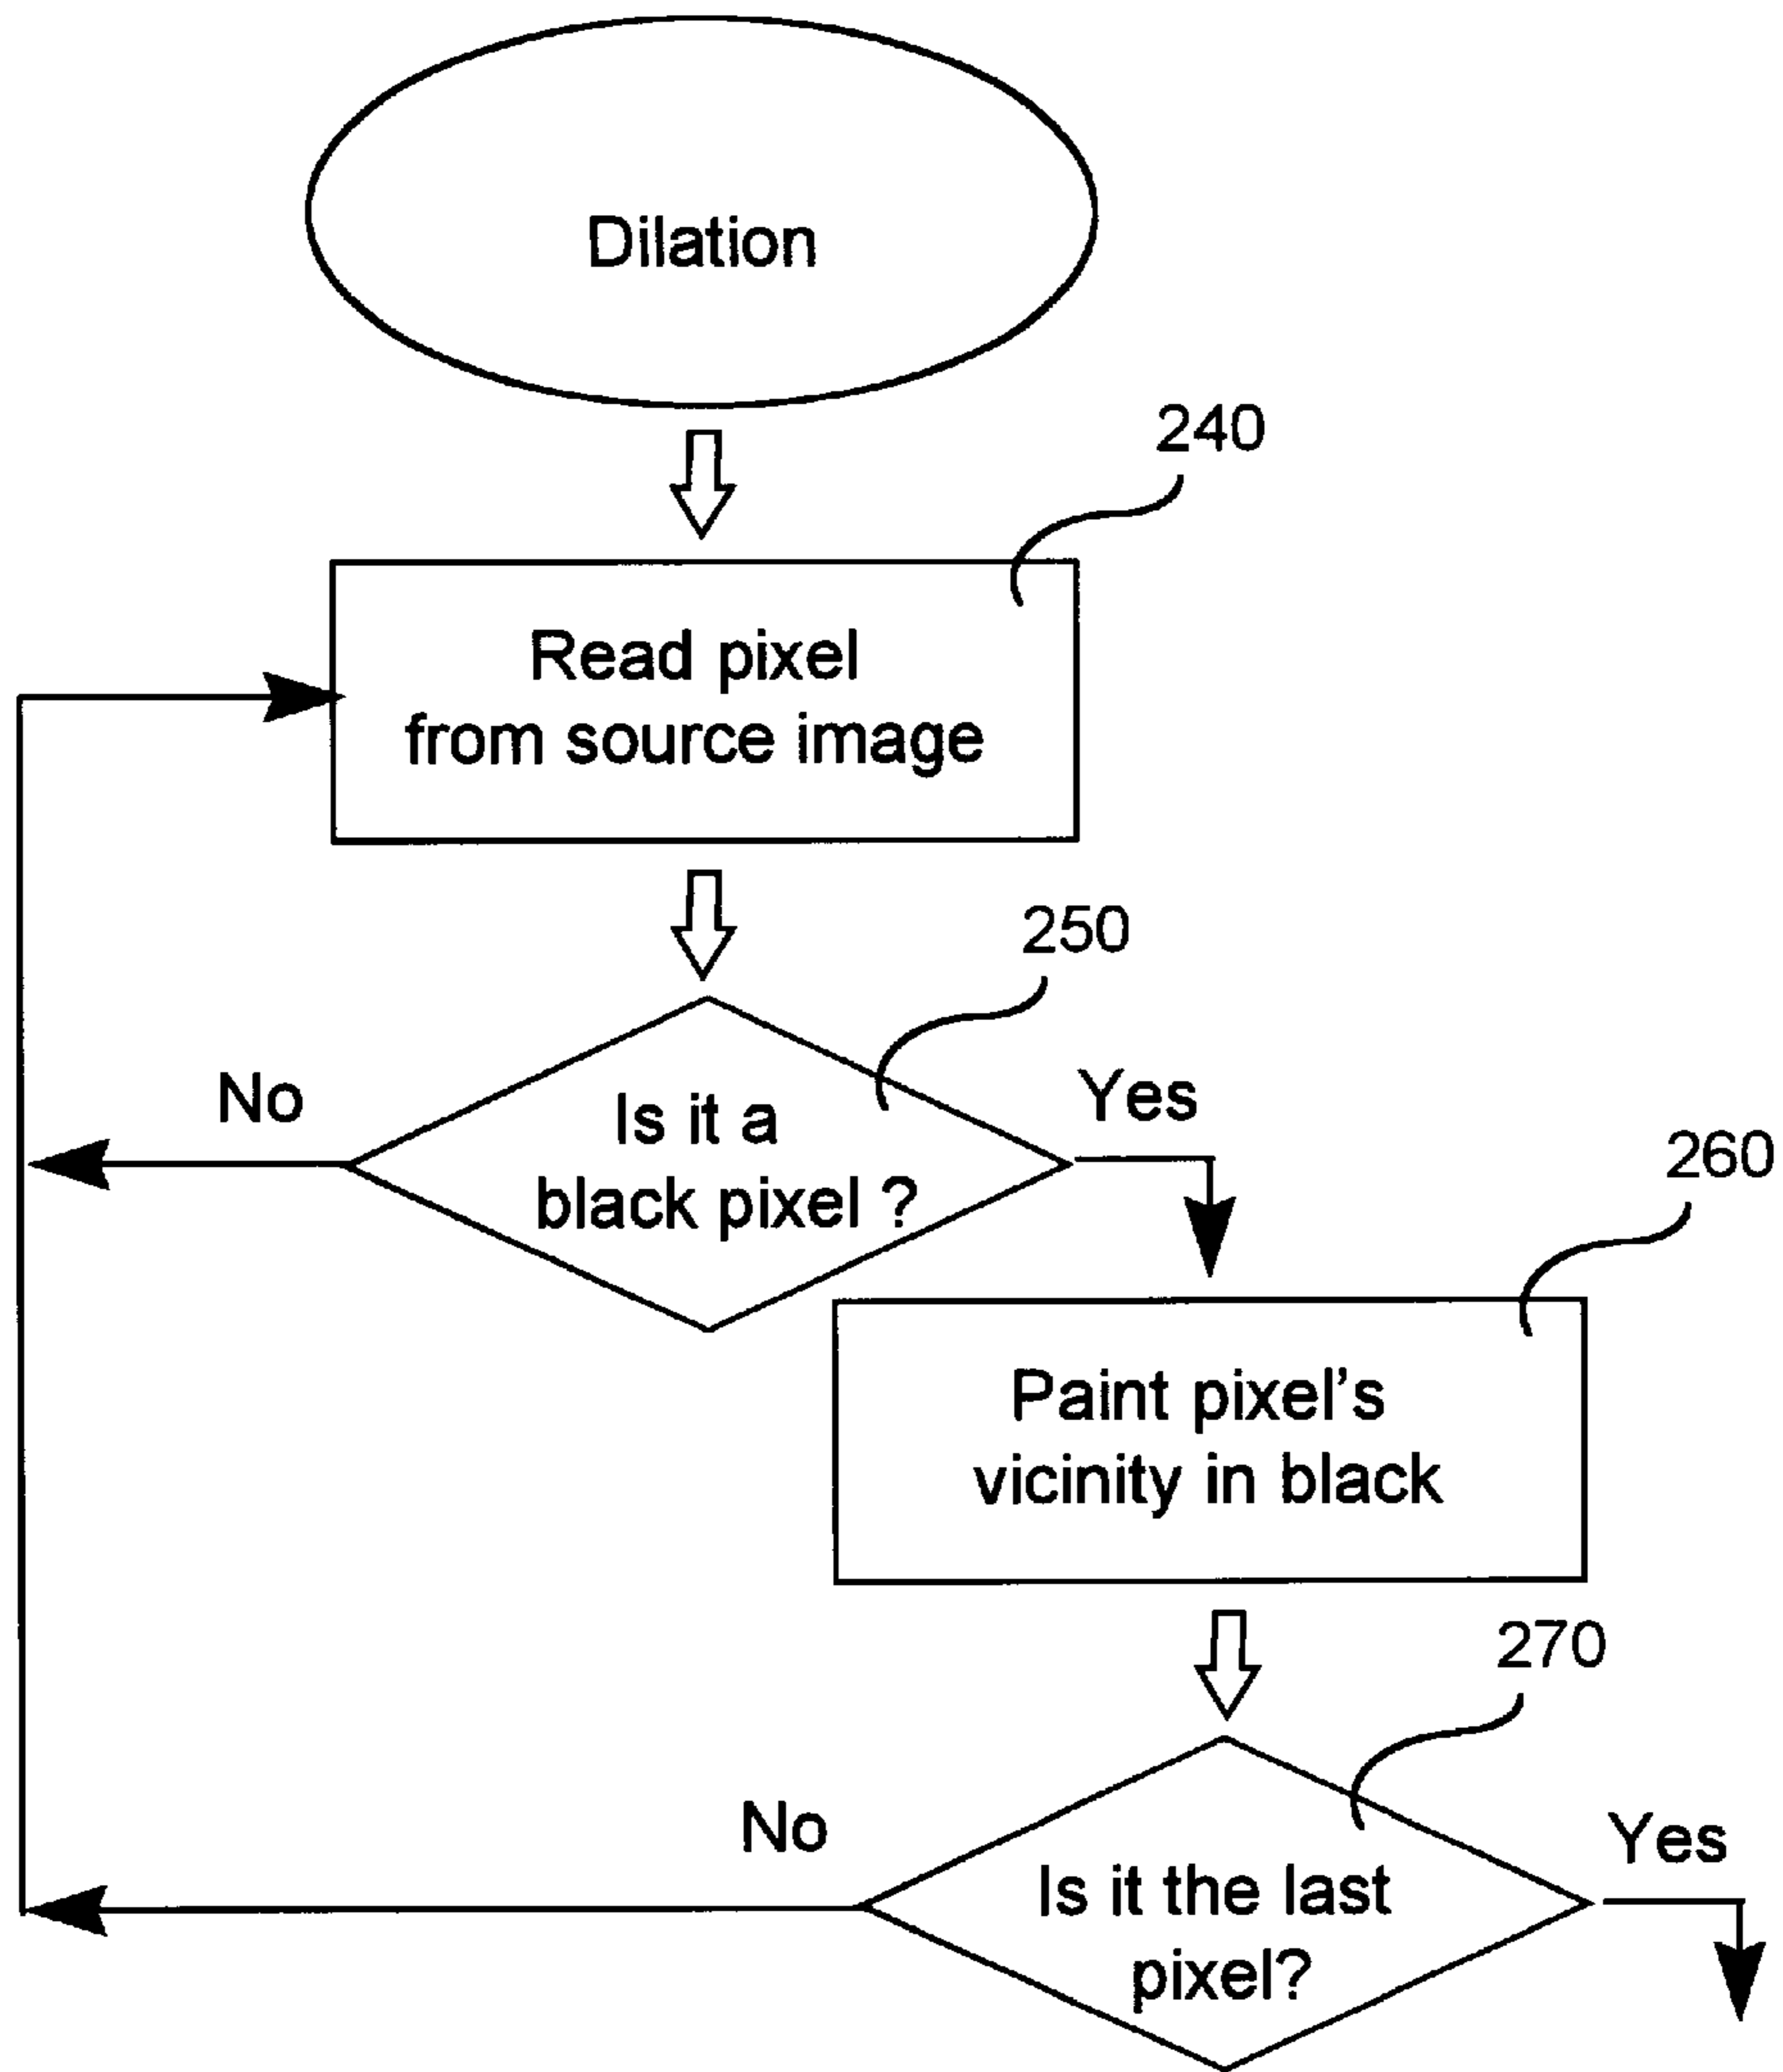 Dilation
240
Read pixel
from source image
250
No
Yes
Is it a
black pixel ?
260
Paint pixel's
vicinity in black
270
No
Yes
Is it the last
pixel?